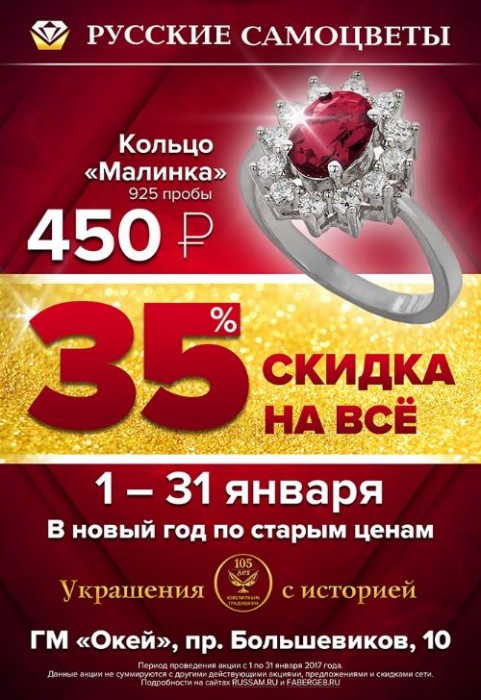 РУССКИЕ САМОЦВЕТЫ
Кольцо
«Малинка»
925 пробы
450 ₽
35%
СКИДКА
НА ВСЁ
1 – 31 января
В новый год по старым ценам
Украшения
105
лет
ЮВЕЛИРНЫМ
ТРАДИЦИЯМ
с историей
ГМ «Окей», пр. Большевиков, 10
Период проведения акции с 1 по 31 января 2017 года.
Данные акции не суммируются с другими действующими акциями, предложениями и скидками сети.
Подробности на сайтах RUSSAM.RU и FABERGE8.RU